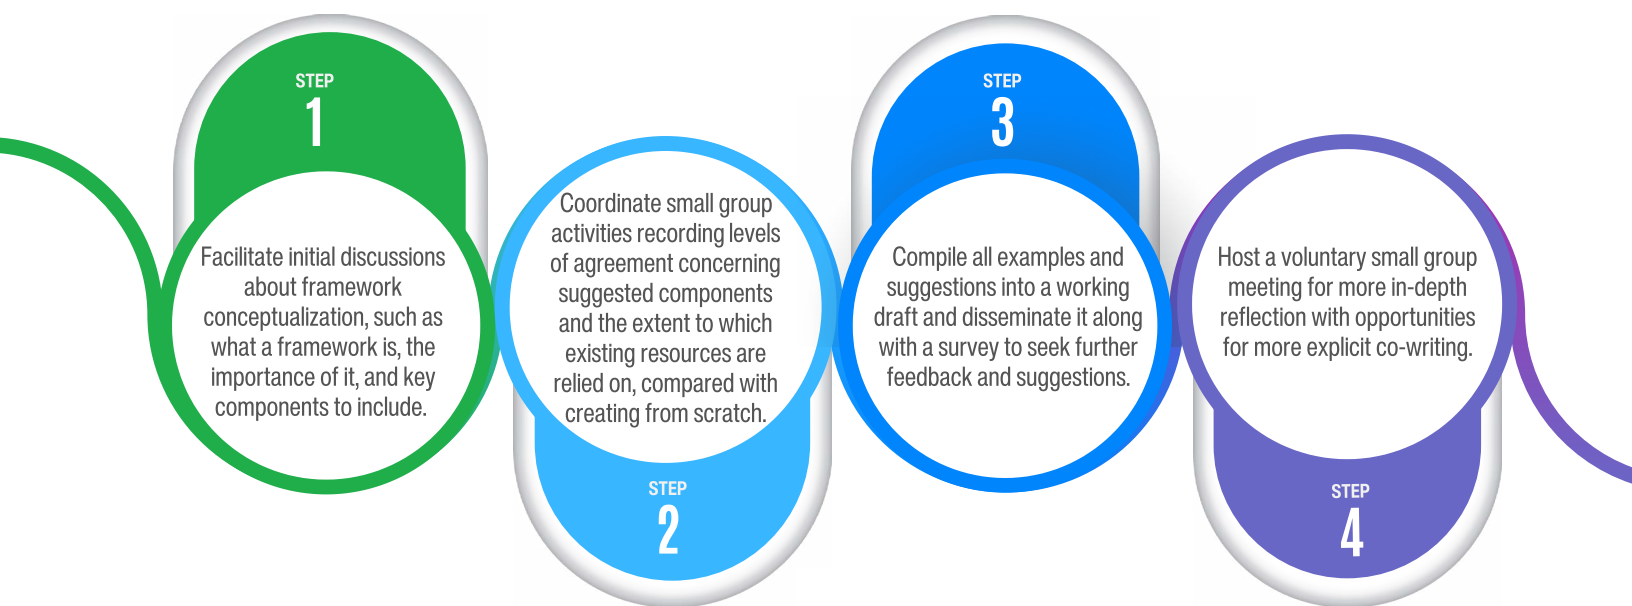 STEP
1
Facilitate initial discussions
about framework
conceptualization, such as
what a framework is, the
importance of it, and key
components to include.
Coordinate small group
activities recording levels
of agreement concerning
suggested components
and the extent to which
existing resources are
relied on, compared with
creating from scratch.
STEP
2
STEP
3
Compile all examples and
suggestions into a working
draft and disseminate it along
with a survey to seek further
feedback and suggestions.
Host a voluntary small group
meeting for more in-depth
reflection with opportunities
for more explicit co-writing.
STEP
4